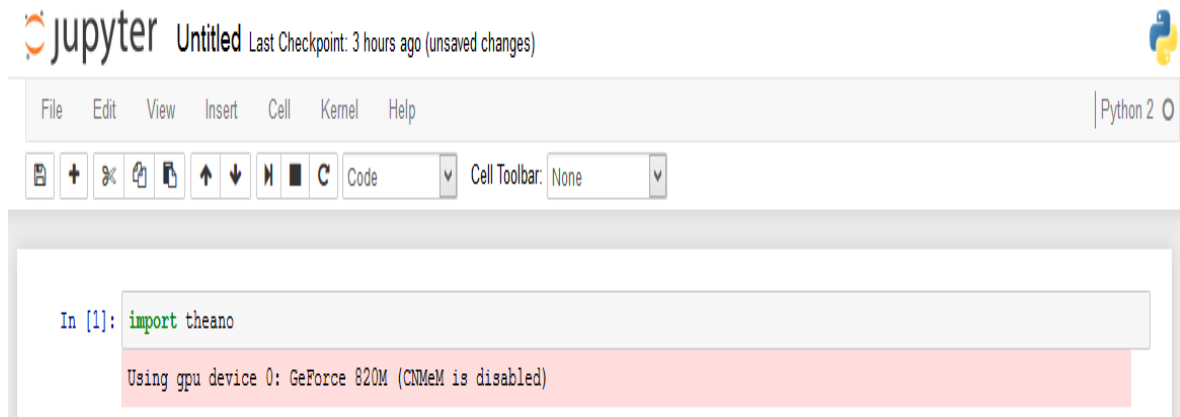 jupyter Untitled Last Checkpoint: 3 hours ago (unsaved changes)
File Edit View Insert Cell Kernel Help Python 2
Code Cell Toolbar: None
In [1]: import theano
Using gpu device 0: GeForce 820M (CNMeM is disabled)